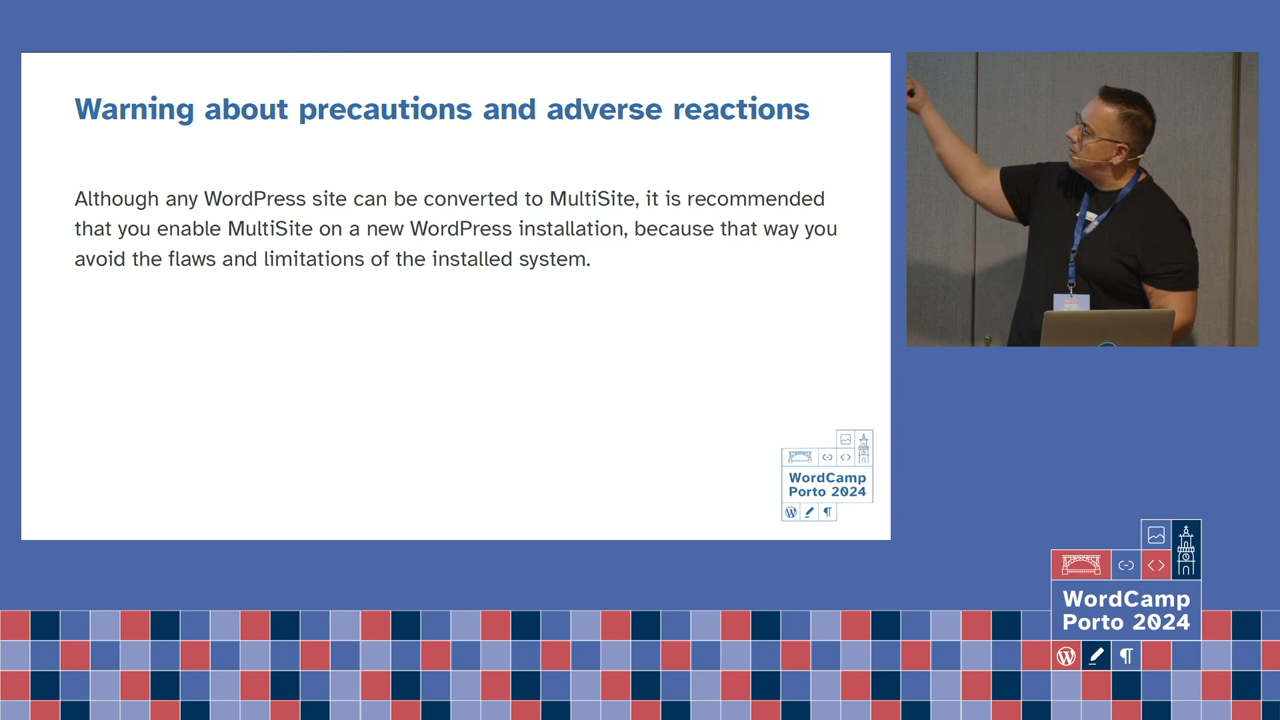 Warning about precautions and adverse reactions
Although any WordPress site can be converted to MultiSite, it is recommended
that you enable MultiSite on a new WordPress installation, because that way you
avoid the flaws and limitations of the installed system.
WordCamp
Porto 2024
WordCamp
Porto 2024